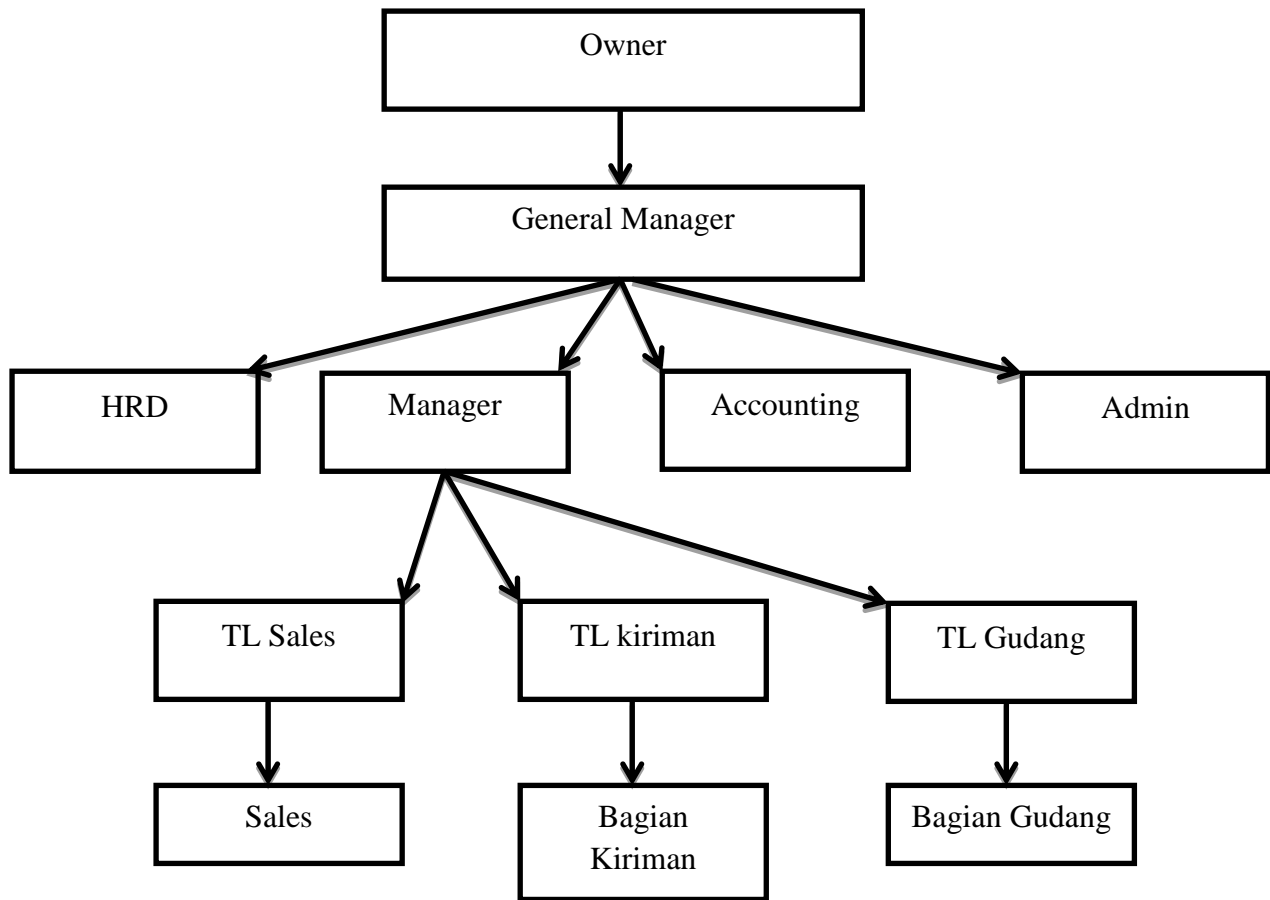 Owner
General Manager
HRD
Manager
Accounting
Admin
TL Sales
TL kiriman
TL Gudang
Sales
Bagian
Kiriman
Bagian Gudang